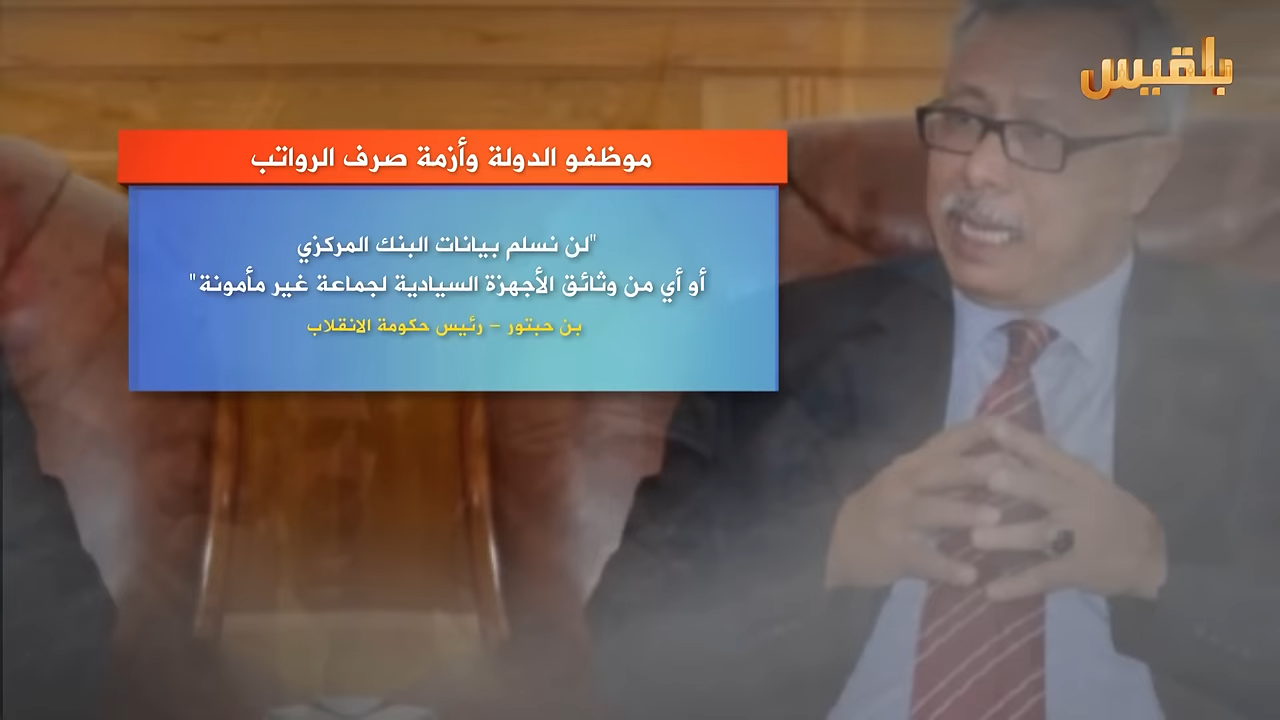 بلقيس
موظفو الدولة وأزمة صرف الرواتب
"لن نسلم بيانات البنك المركزي
أو أي من وثائق الأجهزة السيادية لجماعة غير مأمونة"
بن حبتور – رئيس حكومة الانقلاب